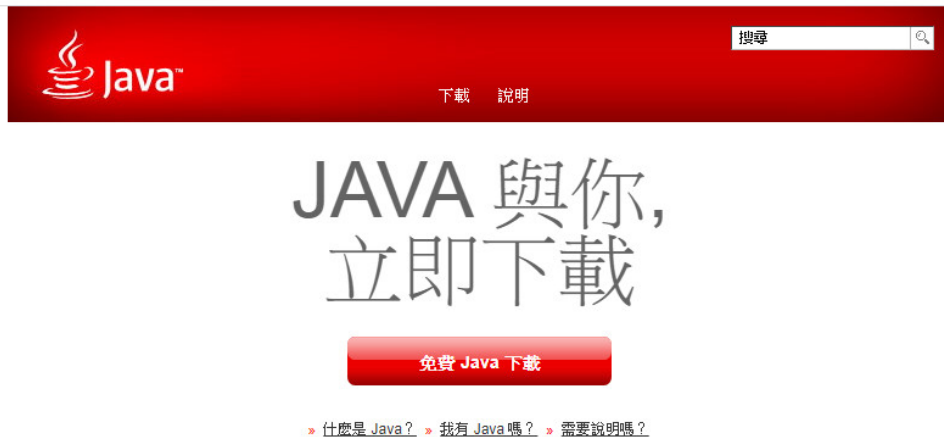 搜尋
Java™
下載 說明
JAVA 與你,
立即下載
免費 Java 下載
» 什麼是 Java? » 我有 Java 嗎? » 需要說明嗎?